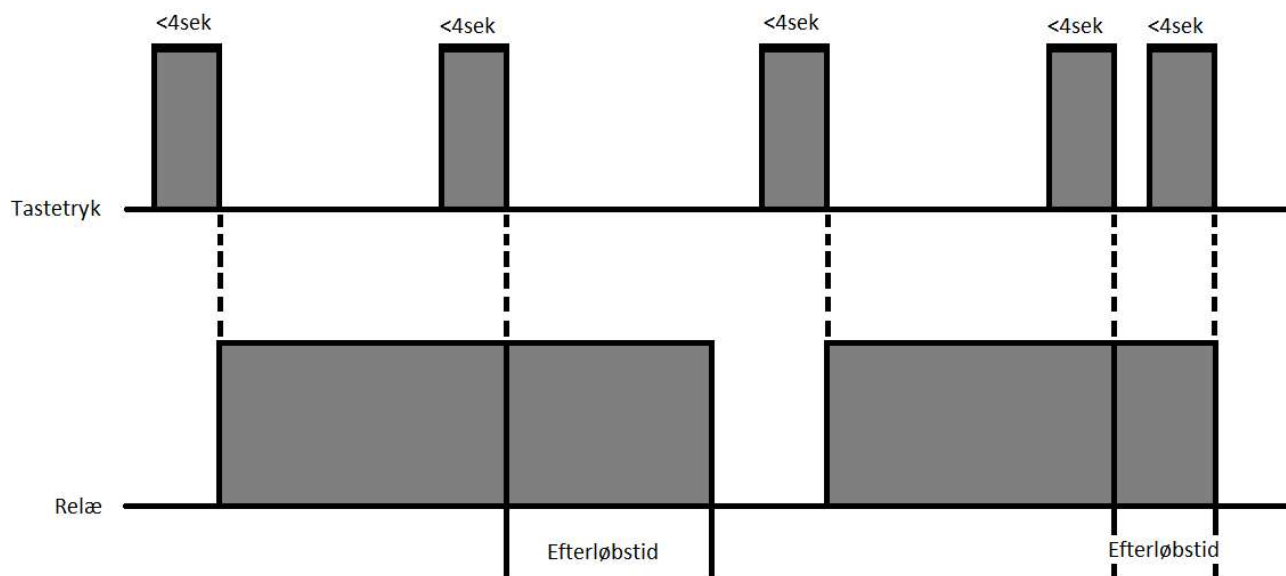 <4sek
<4sek
<4sek
<4sek
<4sek
Tastetryk
Relæ
Efterløbstid
Efterløbstid